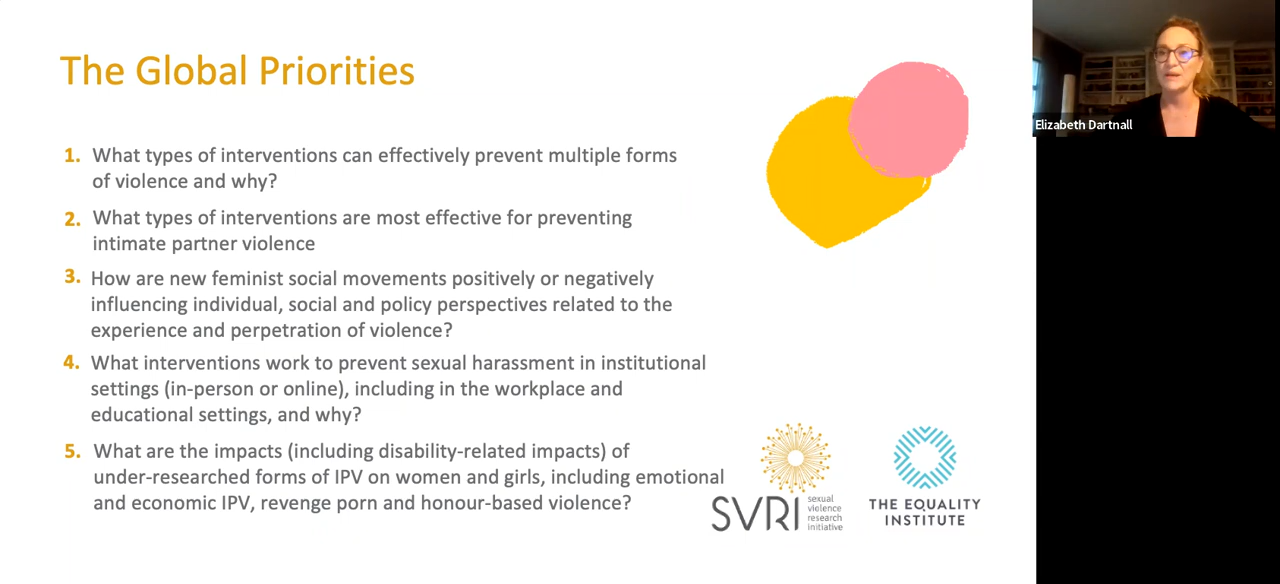 The Global Priorities
1. What types of interventions can effectively prevent multiple forms
of violence and why?
2. What types of interventions are most effective for preventing
intimate partner violence
3. How are new feminist social movements positively or negatively
influencing individual, social and policy perspectives related to the
experience and perpetration of violence?
4. What interventions work to prevent sexual harassment in institutional
settings (in-person or online), including in the workplace and
educational settings, and why?
5. What are the impacts (including disability-related impacts) of
under-researched forms of IPV on women and girls, including emotional
and economic IPV, revenge porn and honour-based violence?
SVRI
sexual
violence
research
initiative
THE EQUALITY
INSTITUTE
Elizabeth Dartnall